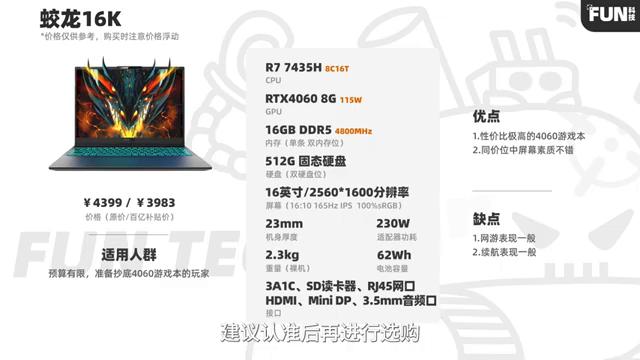 蛟龙16K
*价格仅供参考，购买时注意价格浮动
FUN科技
￥4399 / ￥3983
价格（原价/百亿补贴价）
适用人群
预算有限，准备抄底4060游戏本的玩家
R7 7435H 8C16T
CPU
RTX4060 8G 115W
GPU
16GB DDR5 4800MHz
内存（单条 双内存位）
512G 固态硬盘
硬盘（双硬盘位）
16英寸/2560*1600分辨率
屏幕（16:10 165Hz IPS 100%sRGB）
23mm 230W
机身厚度 适配器功耗
2.3kg 62Wh
重量（裸机） 电池容量
3A1C、SD读卡器、RJ45网口
HDMI、Mini DP、3.5mm音频口
接口
优点
1.性价比极高的4060游戏本
2.同价位中屏幕素质不错
缺点
1.网游表现一般
2.续航表现一般
FUN TE
建议认准后再进行选购